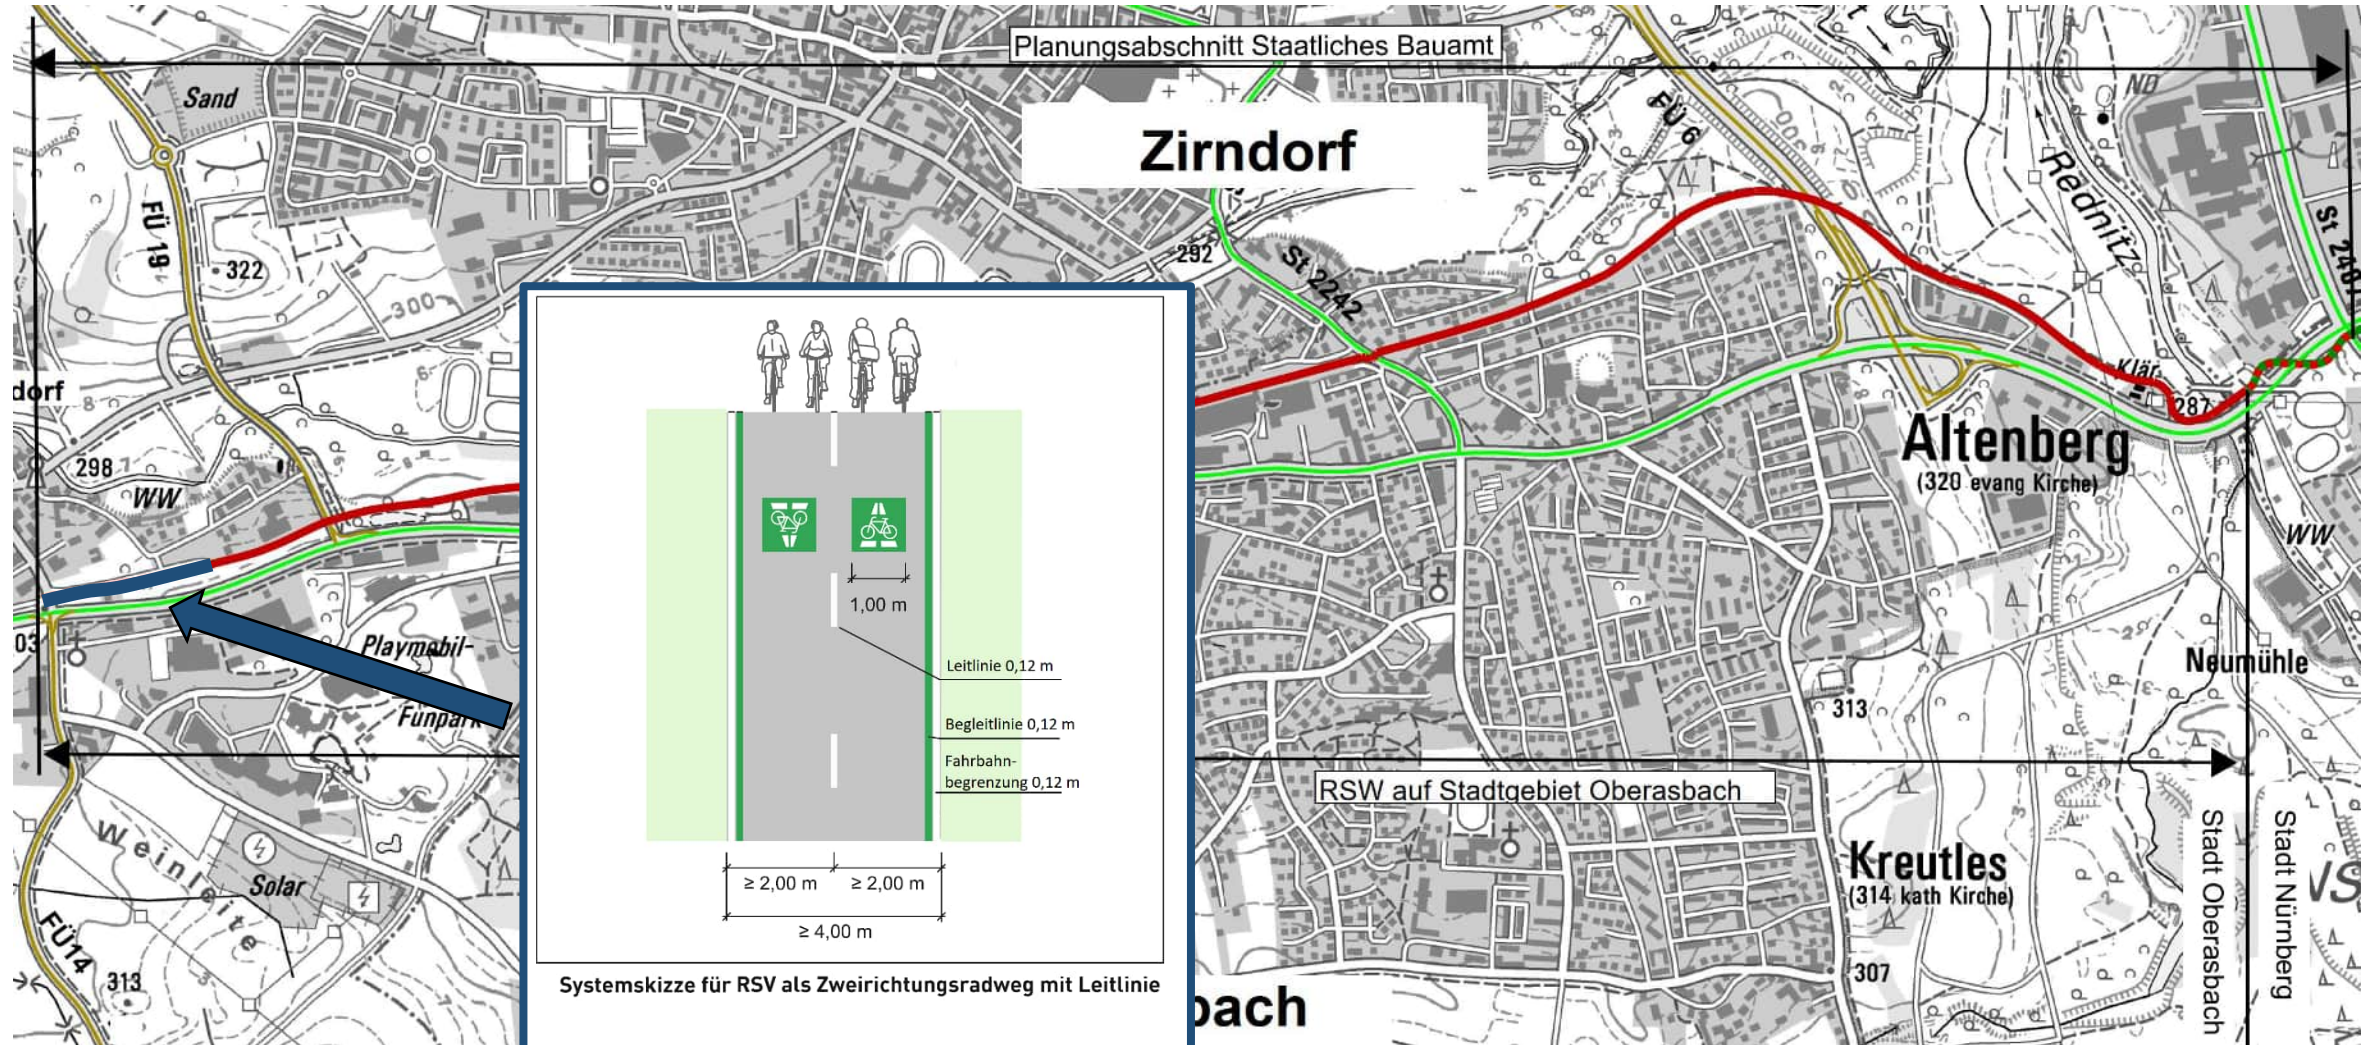 Planungsabschnitt Staatliches Bauamt
Sand
Zirndorf
FÜ 6
ND
Rednitz
FÜ 19
322
292
St 2242
300
dorf
298
WW
Klär
287
Altenberg
(320 evang Kirche)
WW
03
Playmobil-
Funpark
1,00 m
Leitlinie 0,12 m
Begleitlinie 0,12 m
Fahrbahn-
begrenzung 0,12 m
≥ 2,00 m
≥ 2,00 m
≥ 4,00 m
Systemskizze für RSV als Zweirichtungsradweg mit Leitlinie
Neumühle
313
RSW auf Stadtgebiet Oberasbach
Kreutles
(314 kath Kirche)
Stadt Oberasbach
Stadt Nürnberg
Weinleite
Solar
FÜ14
313
307
bach